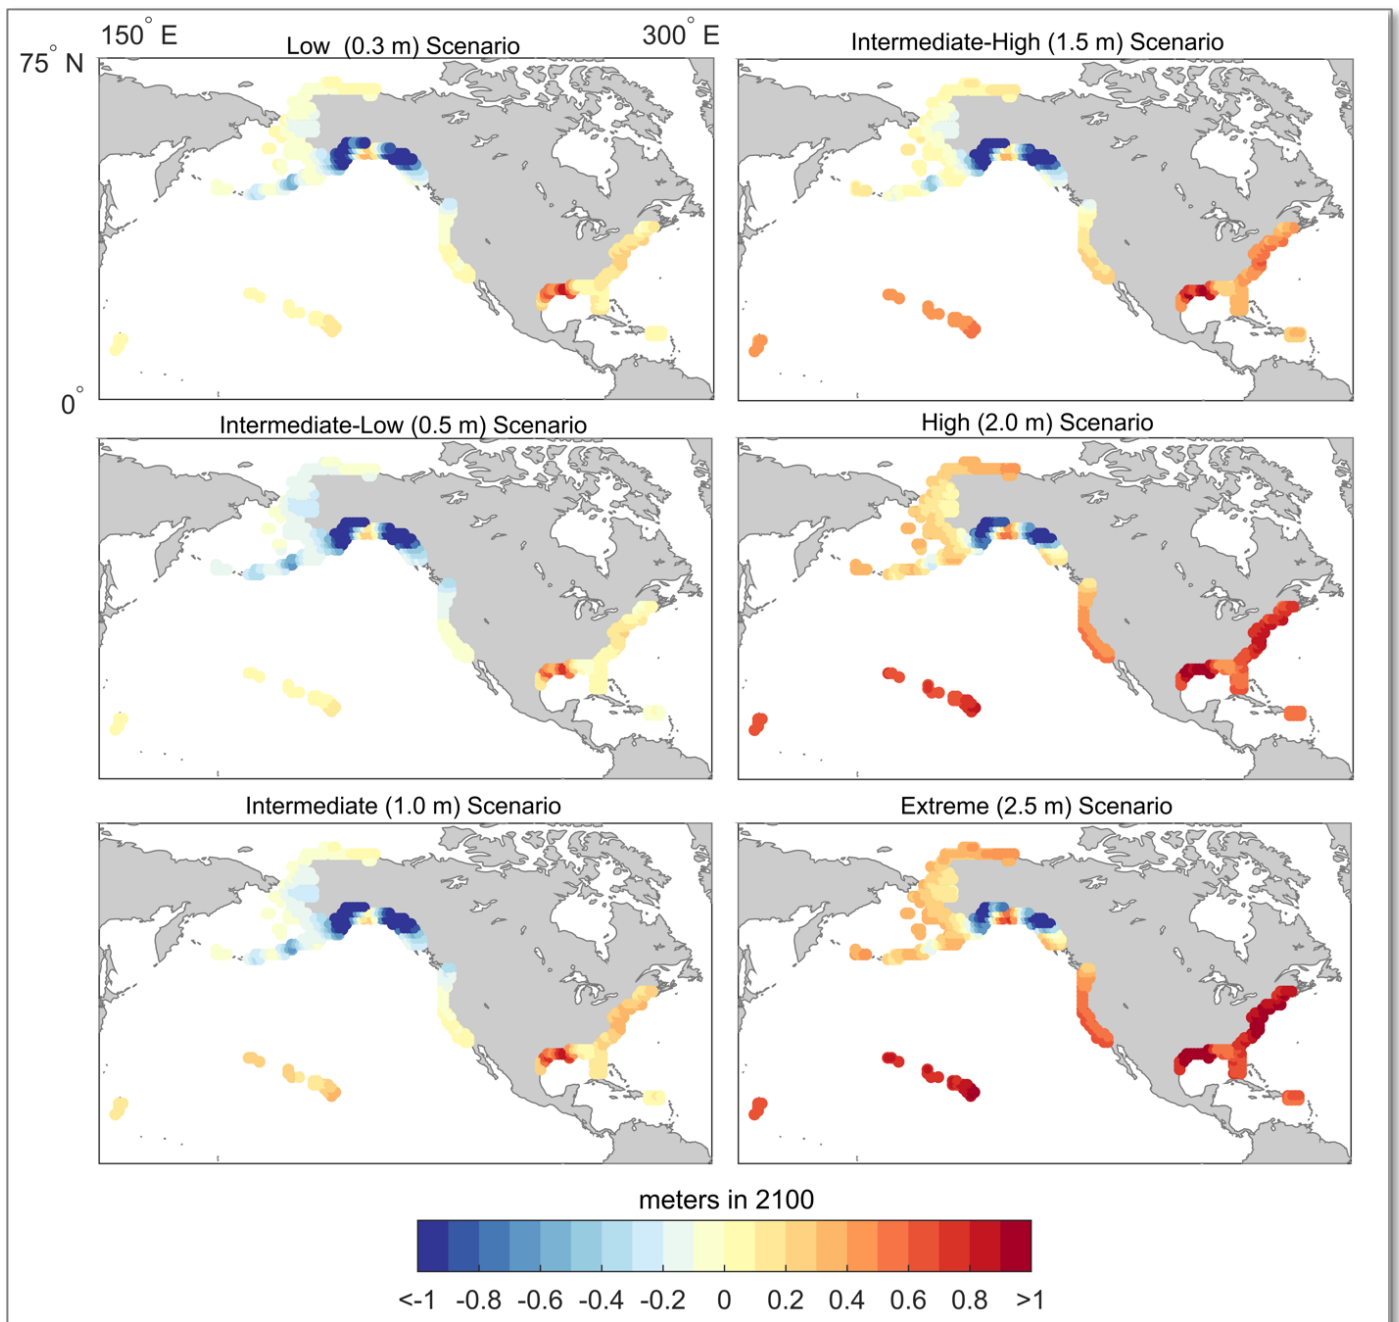 150° E 300° E
75° N
Low (0.3 m) Scenario
Intermediate-High (1.5 m) Scenario
0°
Intermediate-Low (0.5 m) Scenario
High (2.0 m) Scenario
Intermediate (1.0 m) Scenario
Extreme (2.5 m) Scenario
meters in 2100
<-1 -0.8 -0.6 -0.4 -0.2 0 0.2 0.4 0.6 0.8 >1